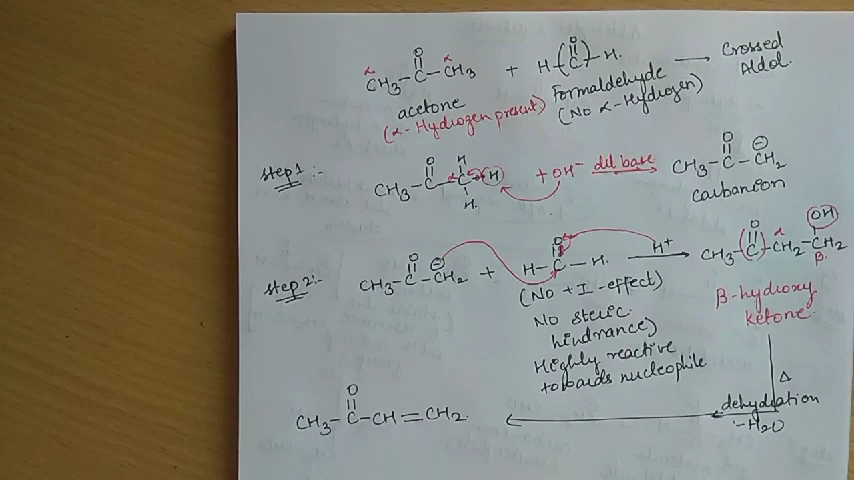 O
α α
CH3-C-CH3 + H-(C)-H. → Crossed Aldol.
acetone Formaldehyde
(α-Hydrogen present) (No α-Hydrogen)
Step 1 :-
O H
CH3-C-C-H + OH⁻ dil base CH3-C-CH2
H.
O ⊖
carbanion
Step 2:-
O ⊖ O H+ O OH
CH3-C-CH2 + H-C-H. → CH3-(C)-CH2-CH2
α β
(No +I-effect) β-hydroxy
No steric Ketone.
hindrance)
Highly reactive
towards nucleophile
Δ
dehydration
-H2O
O
CH3-C-CH=CH2.